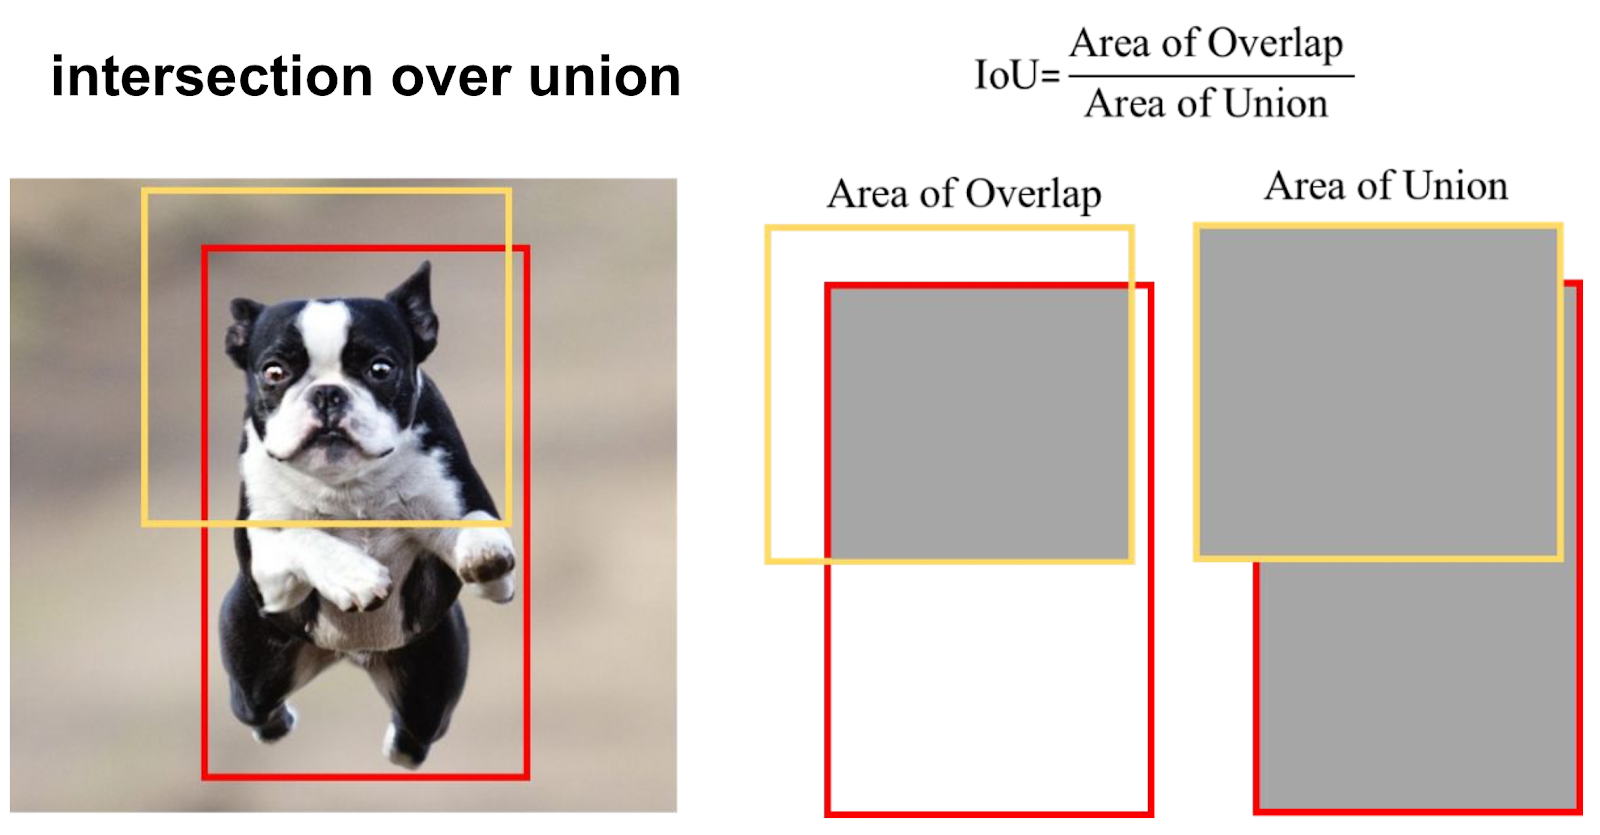 intersection over union
IoU=
Area of Overlap
Area of Union
Area of Overlap
Area of Union